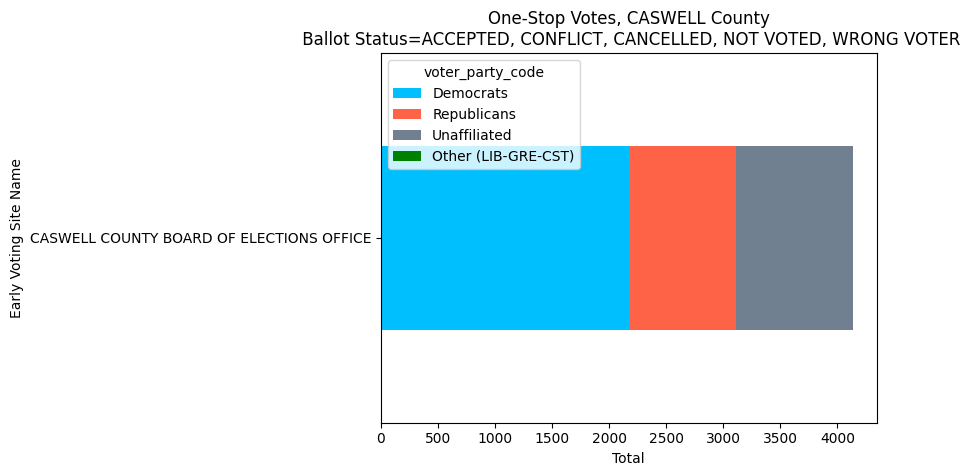 One-Stop Votes, CASWELL County
Ballot Status=ACCEPTED, CONFLICT, CANCELLED, NOT VOTED, WRONG VOTER
voter_party_code
Democrats
Republicans
Unaffiliated
Other (LIB-GRE-CST)
Early Voting Site Name
CASWELL COUNTY BOARD OF ELECTIONS OFFICE
0 500 1000 1500 2000 2500 3000 3500 4000
Total